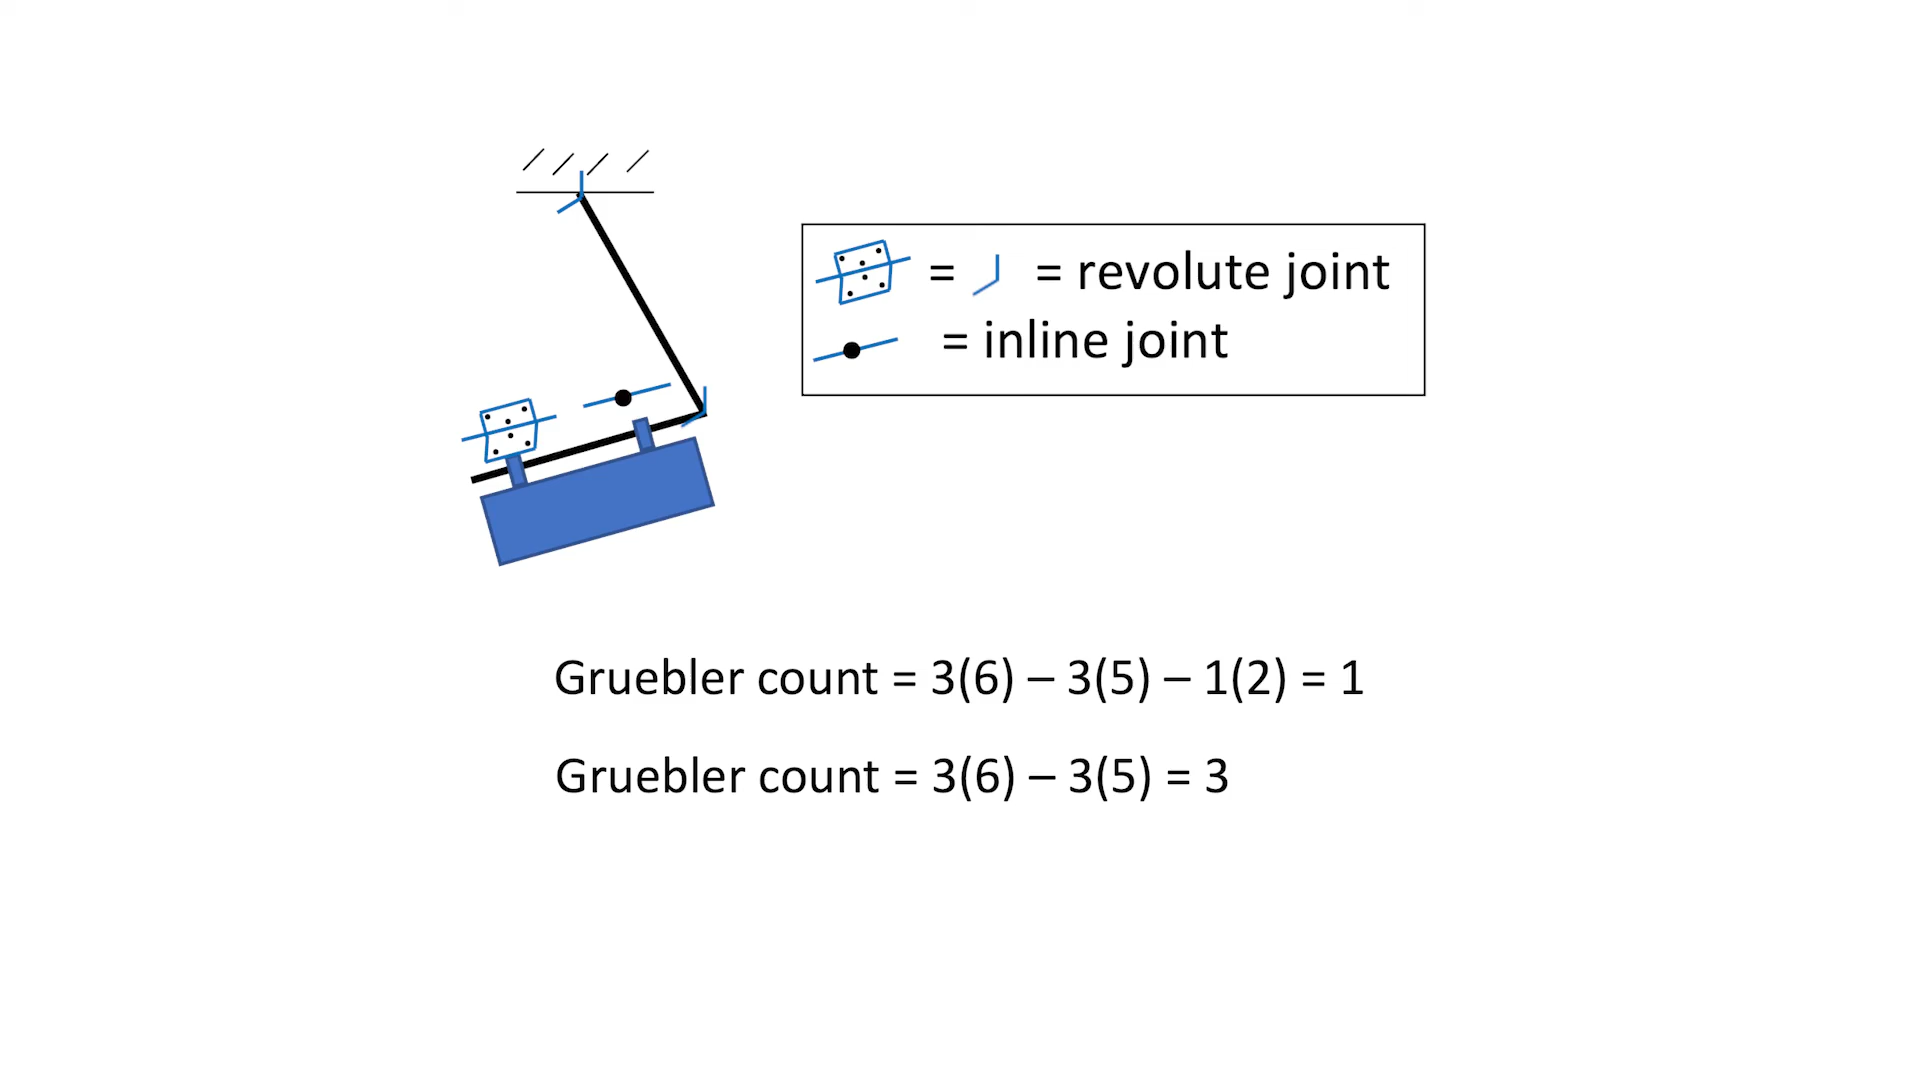 = = revolute joint
= inline joint
Gruebler count = 3(6) – 3(5) – 1(2) = 1
Gruebler count = 3(6) – 3(5) = 3